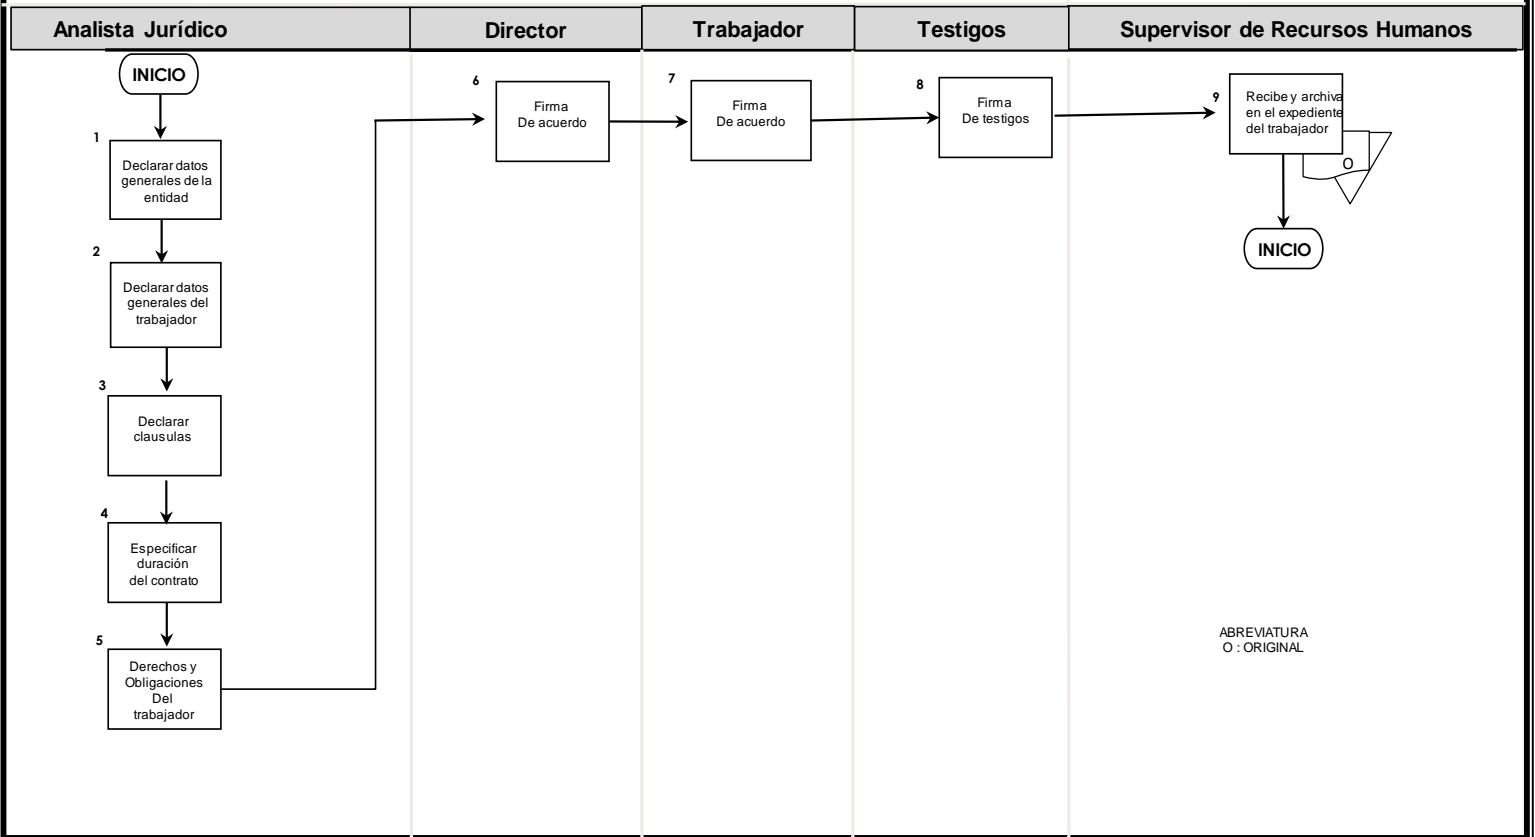 Analista Jurídico
Director
Trabajador
Testigos
Supervisor de Recursos Humanos
INICIO
1
Declarar datos
generales de la
entidad
2
Declarar datos
generales del
trabajador
3
Declarar
clausulas
4
Especificar
duración
del contrato
5
Derechos y
Obligaciones
Del
trabajador
6
Firma
De acuerdo
7
Firma
De acuerdo
8
Firma
De testigos
9
Recibe y archiva
en el expediente
del trabajador
O
INICIO
ABREVIATURA
O : ORIGINAL